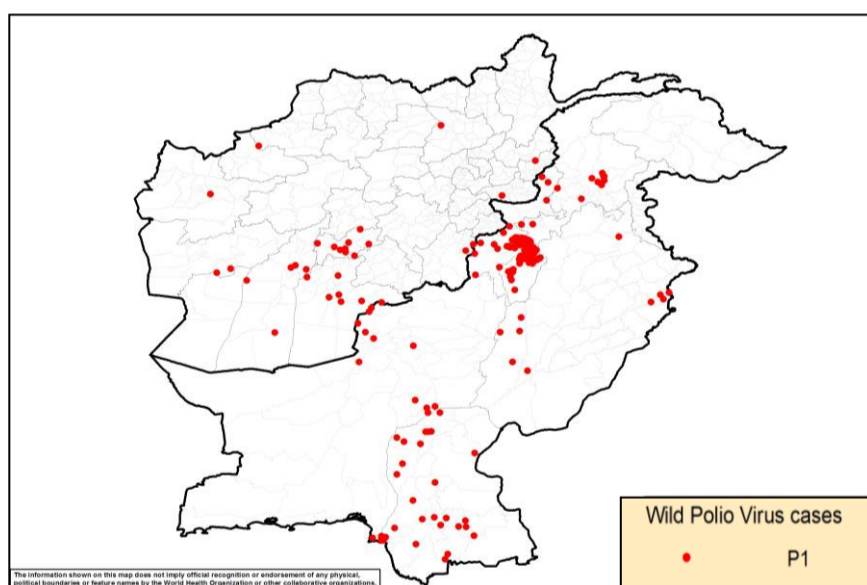 Wild Polio Virus cases
P1
The information shown on this map does not imply official recognition or endorsement of any physical,
political boundaries or feature names by the World Health Organization or other collaborative organizations.